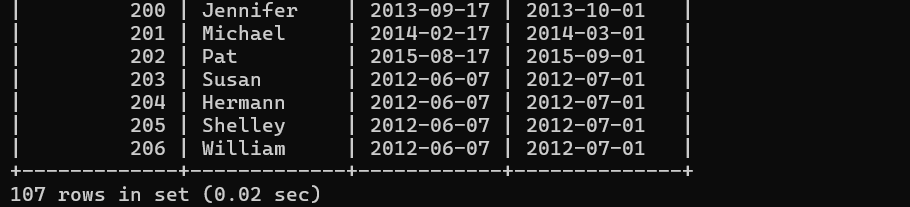 |         200 | Jennifer    | 2013-09-17 | 2013-10-01   |
|         201 | Michael     | 2014-02-17 | 2014-03-01   |
|         202 | Pat         | 2015-08-17 | 2015-09-01   |
|         203 | Susan       | 2012-06-07 | 2012-07-01   |
|         204 | Hermann     | 2012-06-07 | 2012-07-01   |
|         205 | Shelley     | 2012-06-07 | 2012-07-01   |
|         206 | William     | 2012-06-07 | 2012-07-01   |
+-------------+-------------+------------+--------------+
107 rows in set (0.02 sec)